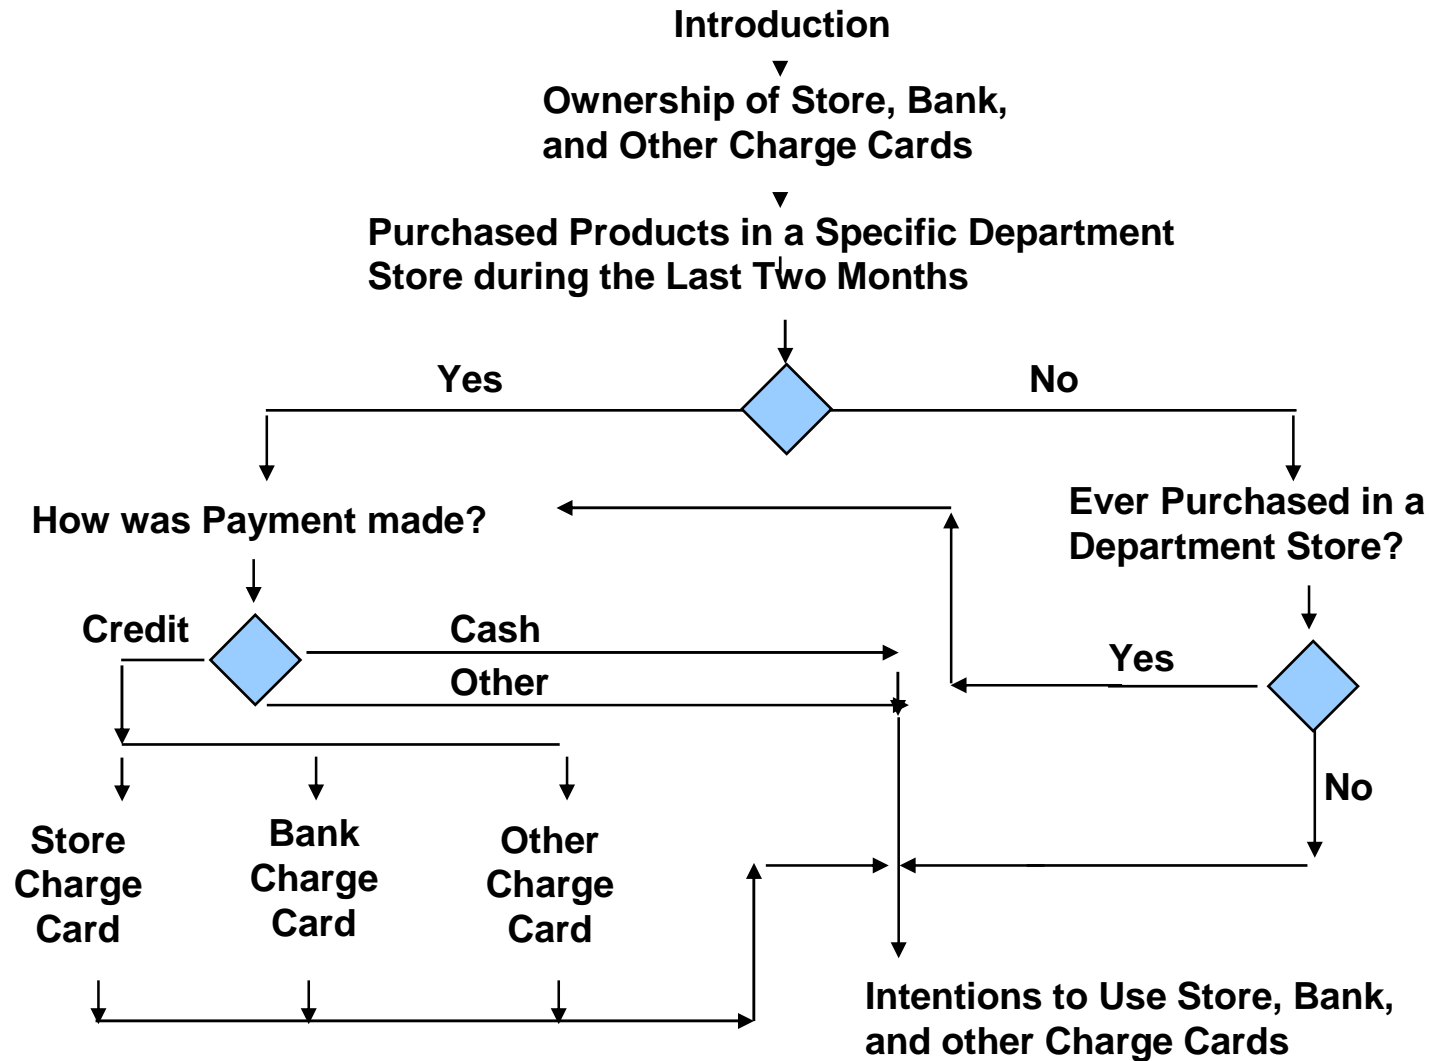 Introduction
Ownership of Store, Bank,
and Other Charge Cards
Purchased Products in a Specific Department
Store during the Last Two Months
Yes
No
How was Payment made?
Ever Purchased in a
Department Store?
Credit
Cash
Other
Yes
No
Store
Charge
Card
Bank
Charge
Card
Other
Charge
Card
Intentions to Use Store, Bank,
and other Charge Cards